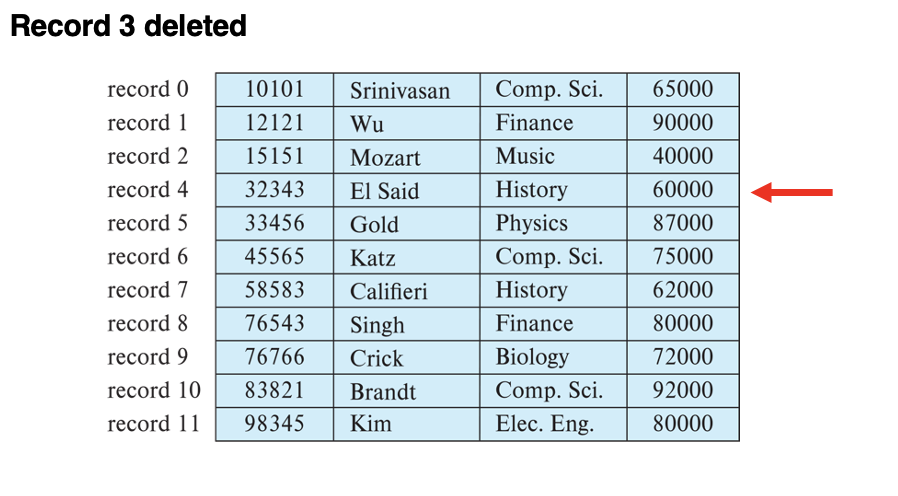 Record 3 deleted
record 0 10101 Srinivasan Comp. Sci. 65000
record 1 12121 Wu Finance 90000
record 2 15151 Mozart Music 40000
record 4 32343 El Said History 60000
record 5 33456 Gold Physics 87000
record 6 45565 Katz Comp. Sci. 75000
record 7 58583 Califieri History 62000
record 8 76543 Singh Finance 80000
record 9 76766 Crick Biology 72000
record 10 83821 Brandt Comp. Sci. 92000
record 11 98345 Kim Elec. Eng. 80000